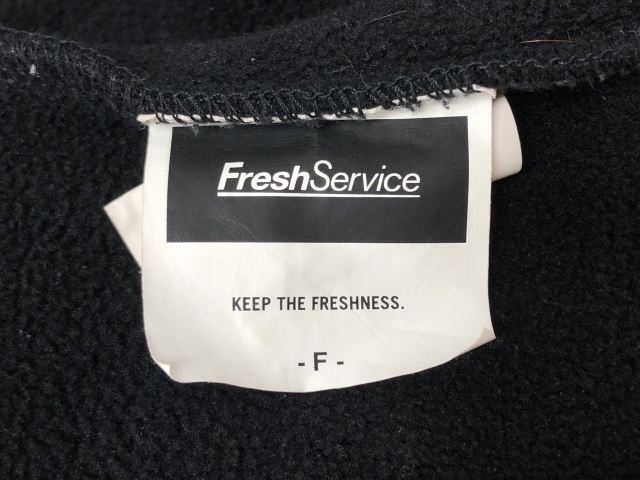 FreshService
KEEP THE FRESHNESS.
- F -